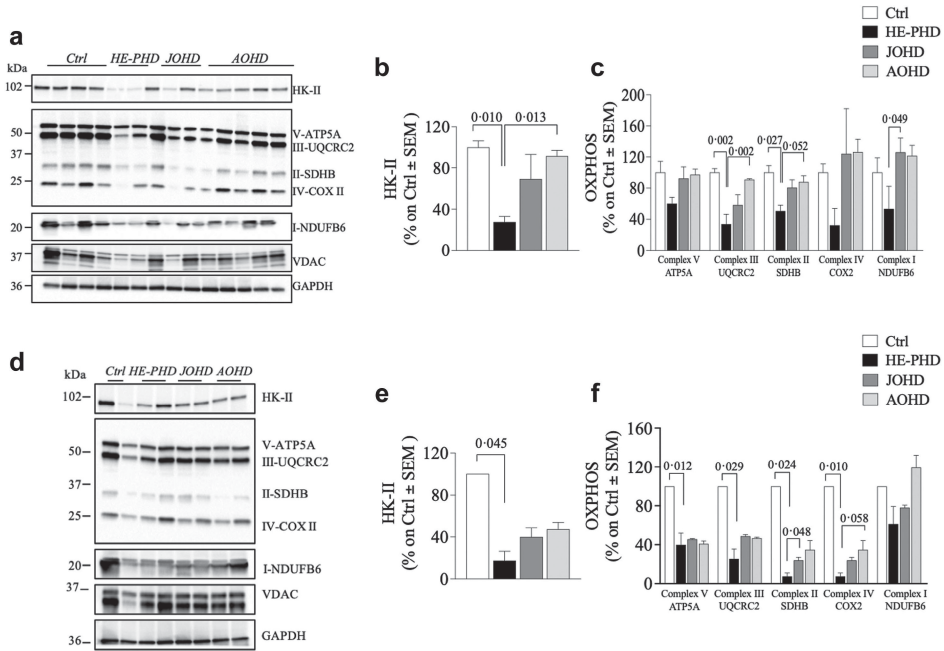 Ctrl
HE-PHD
JOHD
AOHD
a
kDa
Ctrl HE-PHD JOHD AOHD
102
HK-II
50
V-ATP5A
III-UQCRC2
37
II-SDHB
25
IV-COX II
20
I-NDUFB6
37
VDAC
36
GAPDH
b
HK-II
(% on Ctrl ± SEM)
120
80
40
0
0·010 0·013
c
OXPHOS
(% on Ctrl ± SEM)
200
160
120
80
40
0
0·002 0·002
0·027 0·052
0·049
Complex V Complex III Complex II Complex IV Complex I
ATP5A UQCRC2 SDHB COX2 NDUFB6
d
kDa
Ctrl HE-PHD JOHD AOHD
102
HK-II
50
V-ATP5A
III-UQCRC2
37
II-SDHB
25
IV-COX II
20
I-NDUFB6
37
VDAC
36
GAPDH
e
HK-II
(% on Ctrl ± SEM)
120
80
40
0
0·045
Ctrl
HE-PHD
JOHD
AOHD
f
OXPHOS
(% on Ctrl ± SEM)
160
120
80
40
0
0·012 0·029 0·024 0·010
0·048 0·058
Complex V Complex III Complex II Complex IV Complex I
ATP5A UQCRC2 SDHB COX2 NDUFB6